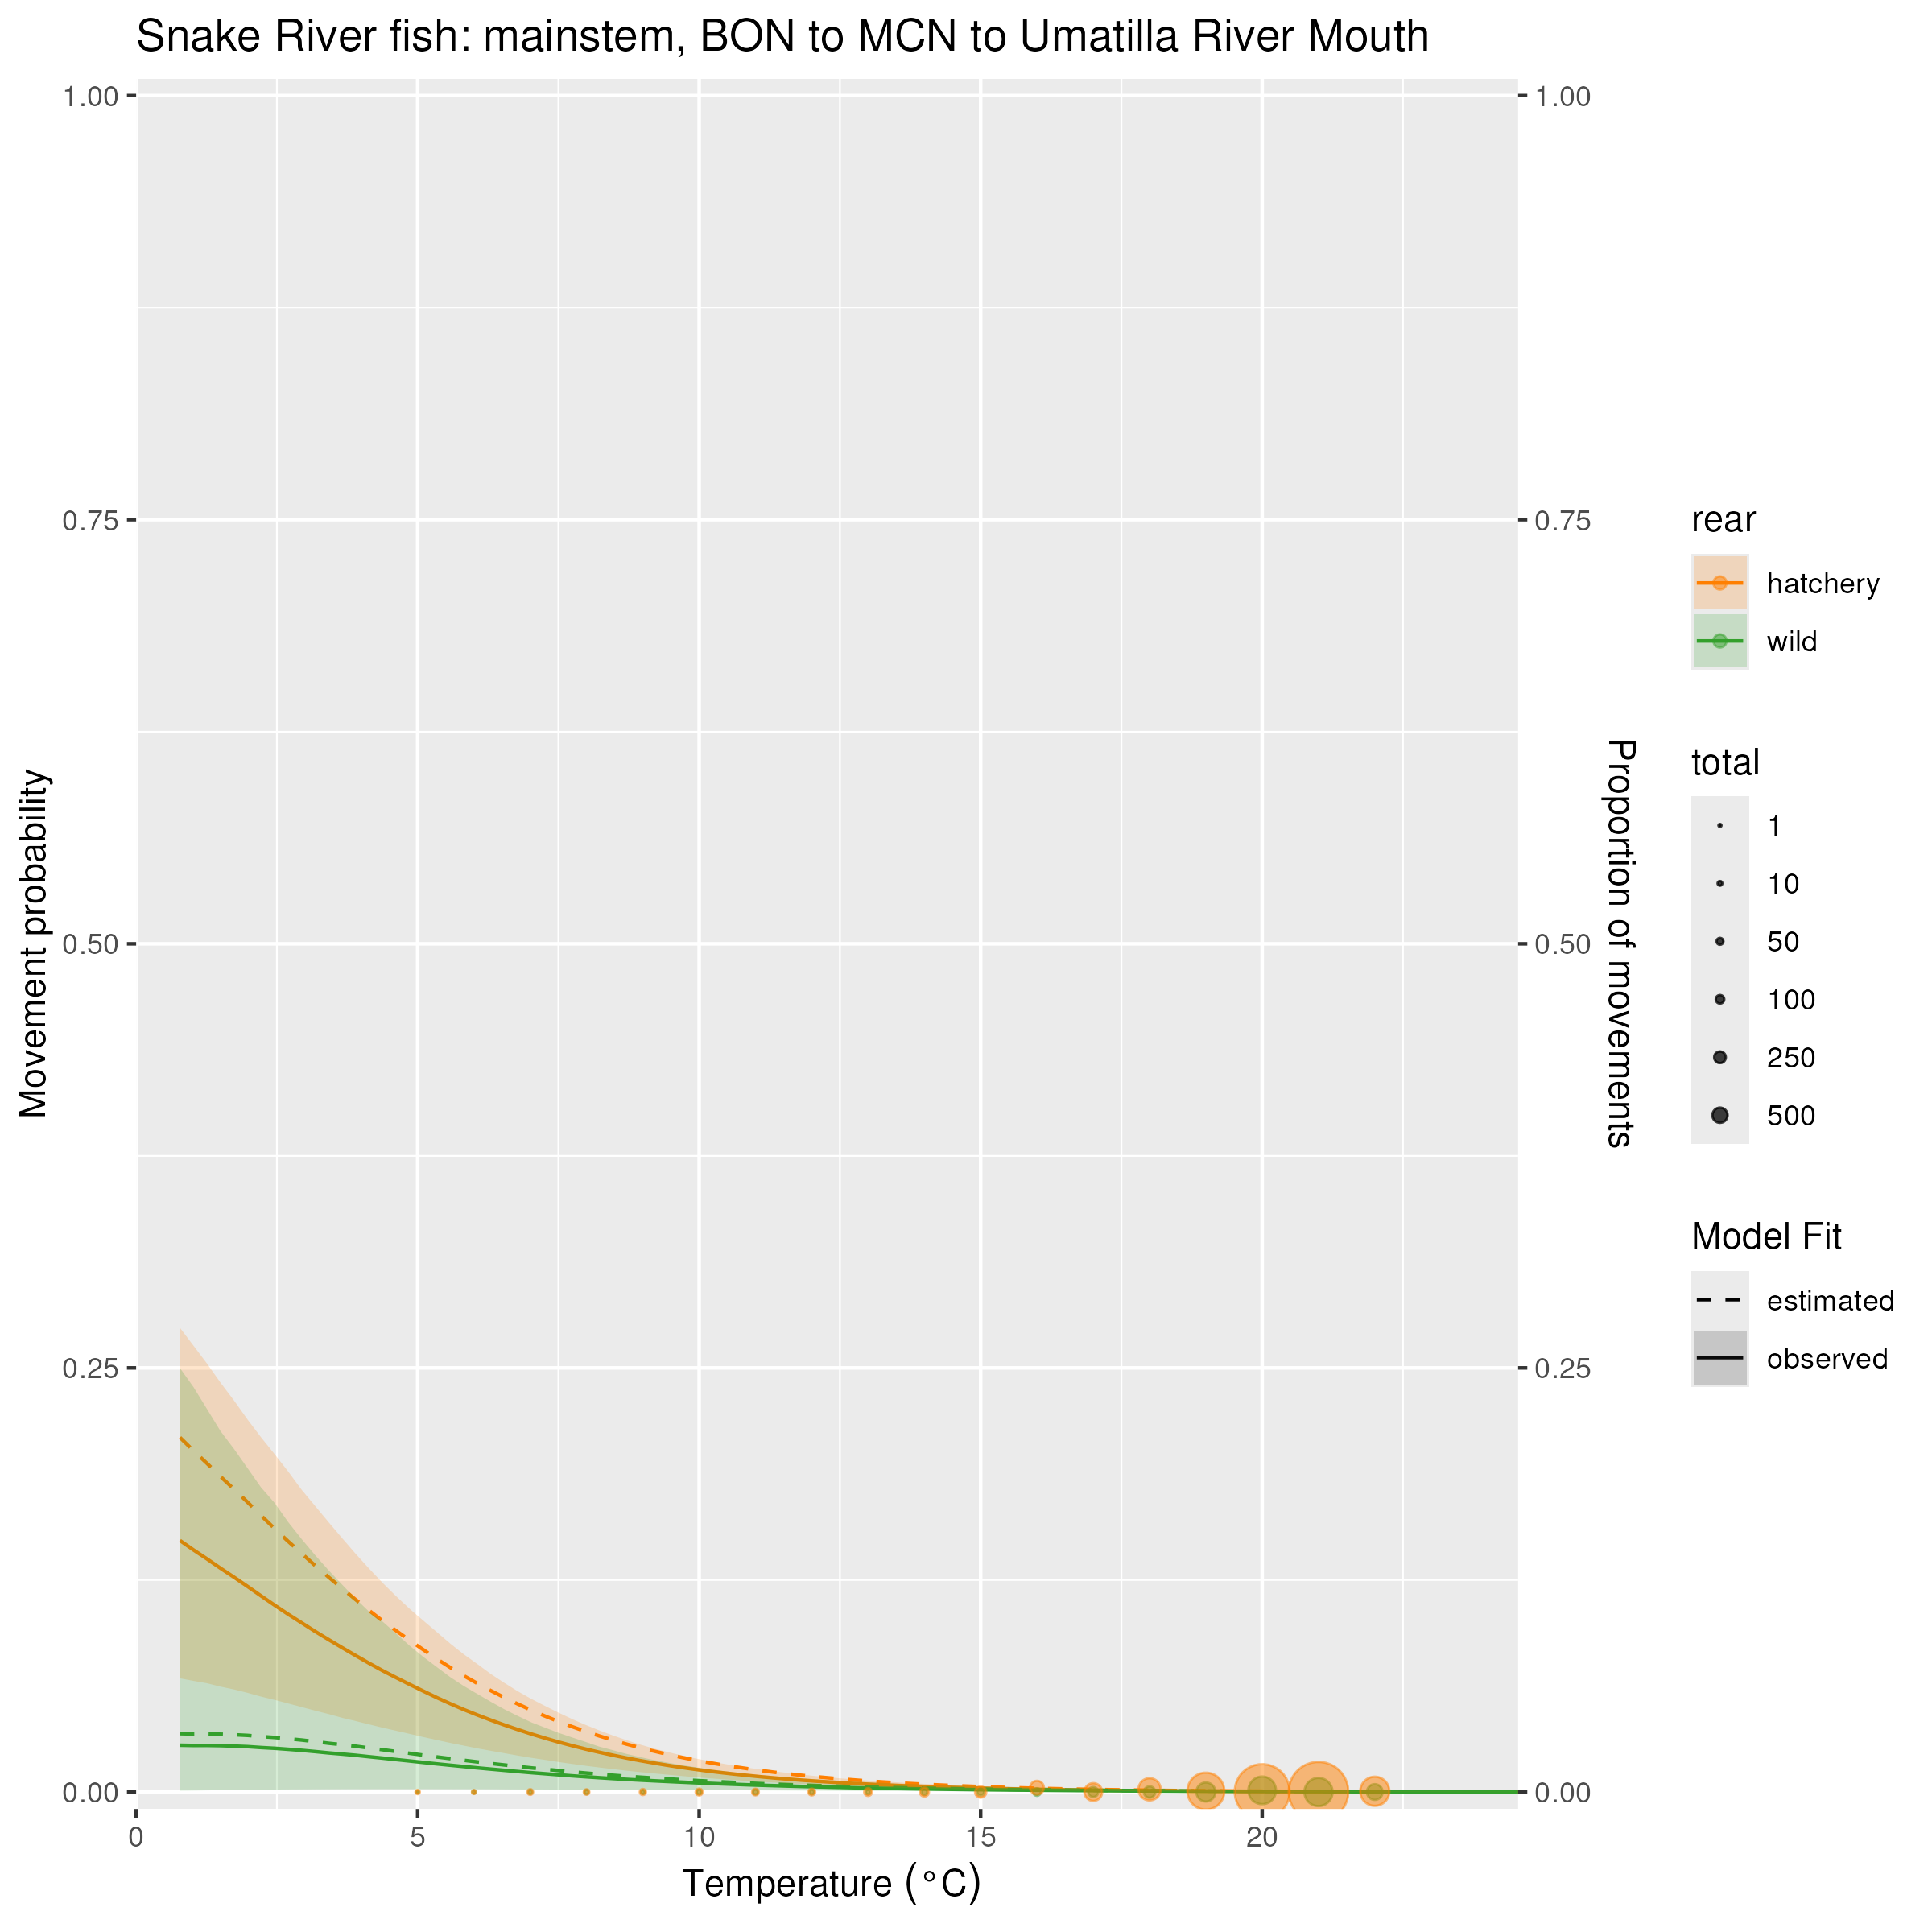 Snake River fish: mainstem, BON to MCN to Umatilla River Mouth
1.00
0.75
0.50
0.25
0.00
Movement probability
0
5
10
15
20
Temperature (°C)
1.00
0.75
0.50
0.25
0.00
Proportion of movements
rear
hatchery
wild
total
1
10
50
100
250
500
Model Fit
estimated
observed